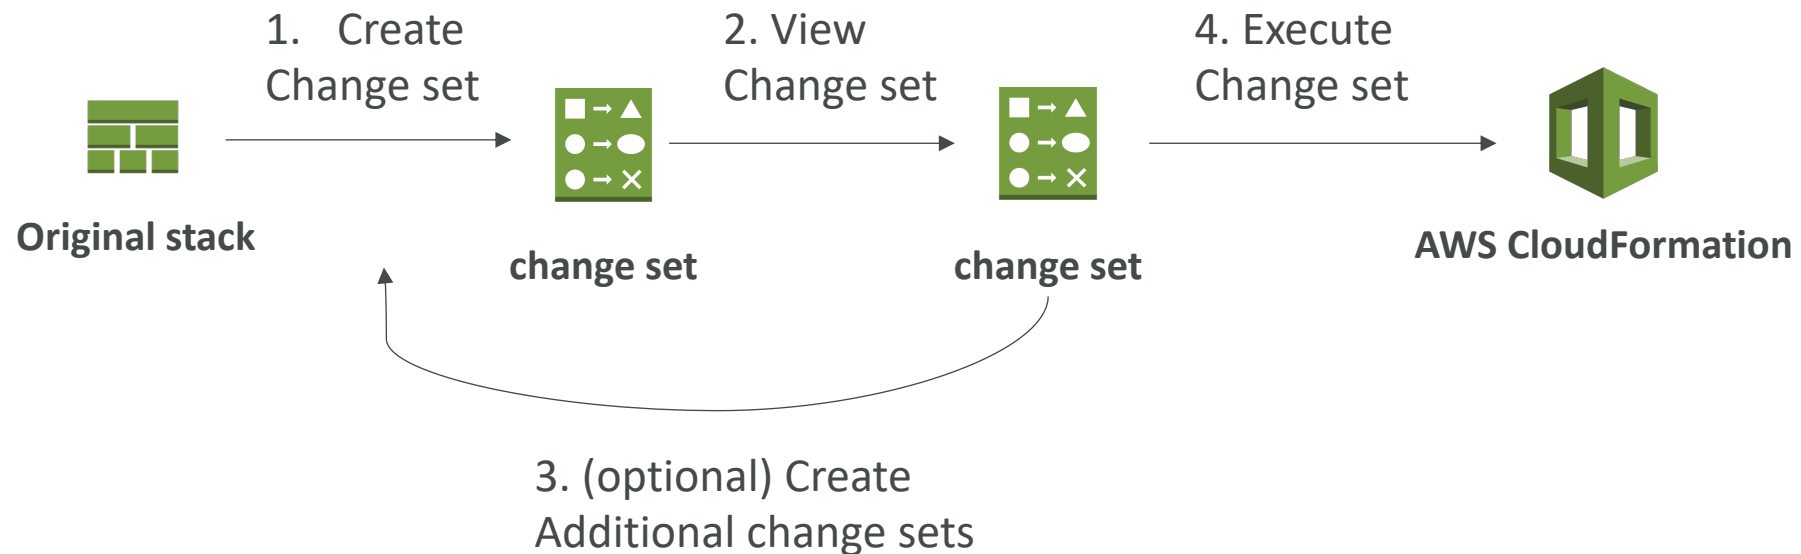 1. Create
Change set
2. View
Change set
4. Execute
Change set
Original stack
change set
change set
AWS CloudFormation
3. (optional) Create
Additional change sets